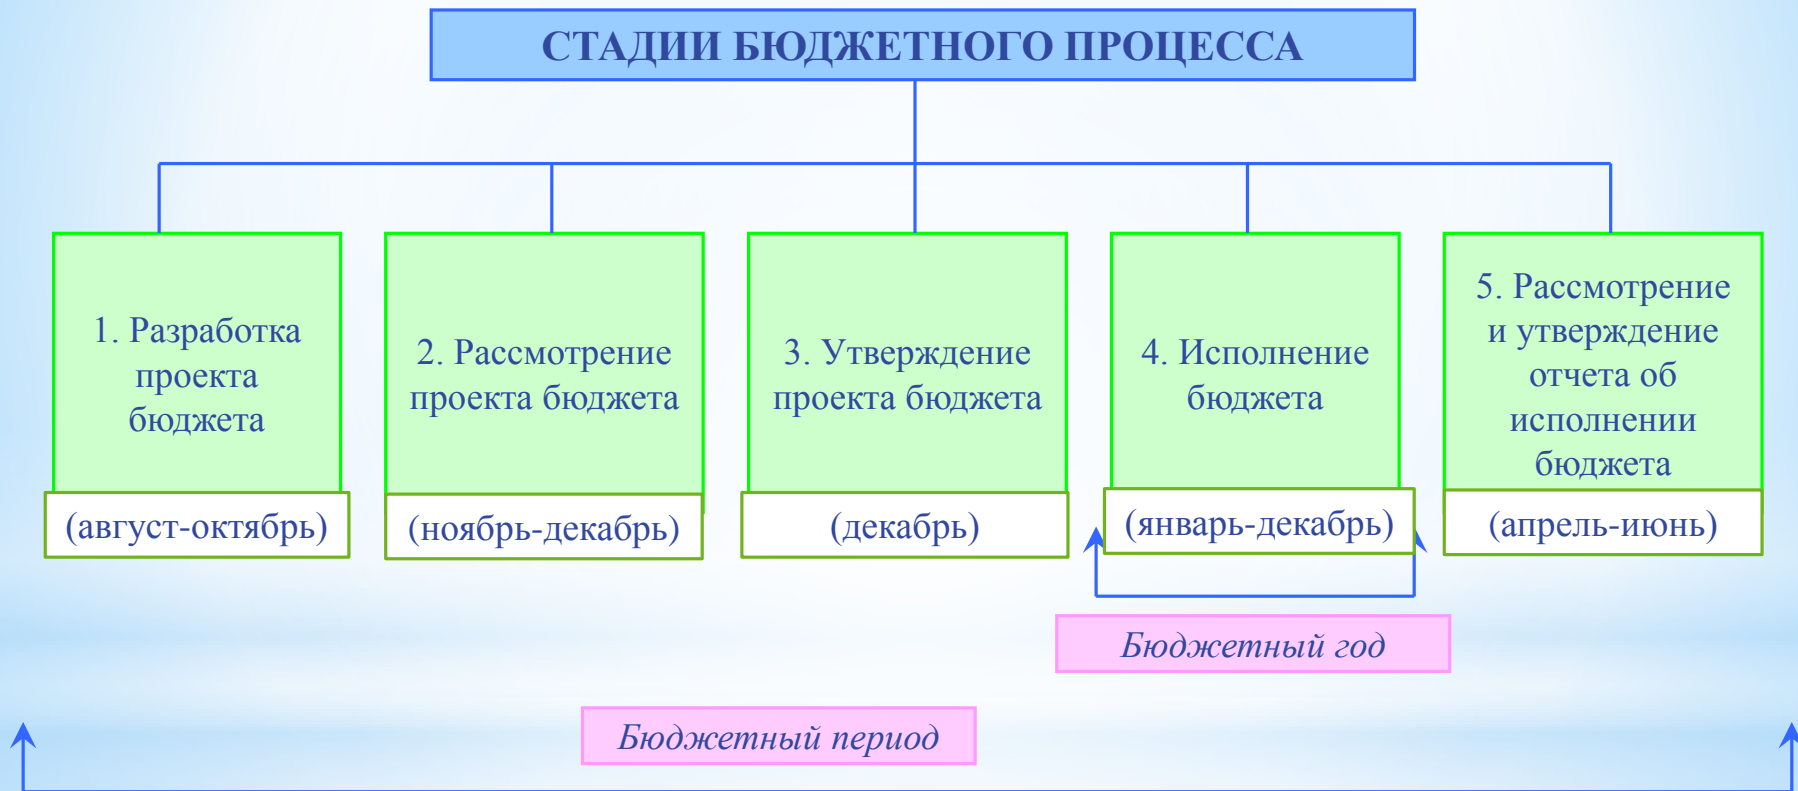 СТАДИИ БЮДЖЕТНОГО ПРОЦЕССА
1. Разработка
проекта
бюджета
(август-октябрь)
2. Рассмотрение
проекта бюджета
(ноябрь-декабрь)
3. Утверждение
проекта бюджета
(декабрь)
4. Исполнение
бюджета
(январь-декабрь)
5. Рассмотрение
и утверждение
отчета об
исполнении
бюджета
(апрель-июнь)
Бюджетный год
Бюджетный период